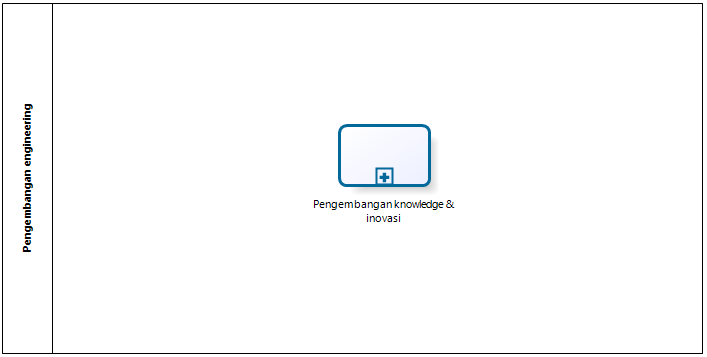 Pengembangan engineering
Pengembangan knowledge &
inovasi